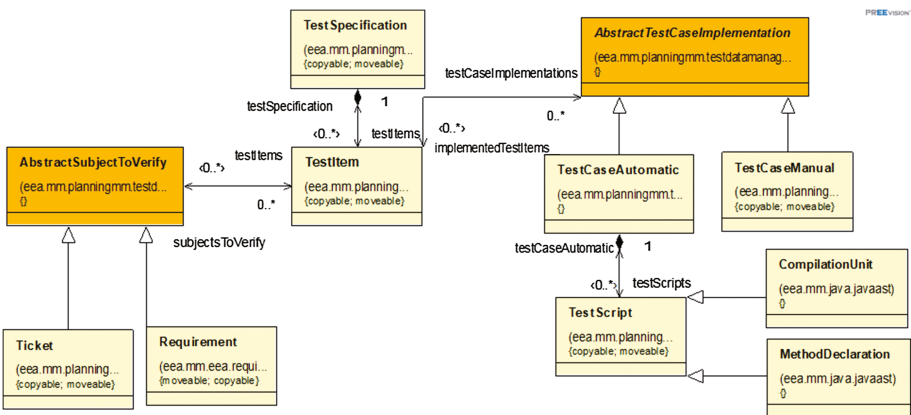 PREEvision
TestSpecification
(eea.mm.planningm...
{copyable; moveable}
AbstractTestCaseImplementation
(eea.mm.planningmm.testdatamanag...
{}
testCaseImplementations
testSpecification
1
‹0..*›
testItems
‹0..*›
0..*
implementedTestItems
AbstractSubjectToVerify
(eea.mm.planningmm.testd...
{}
testItems
‹0..*›
0..*
subjectsToVerify
TestItem
(eea.mm.planning...
{copyable; moveable}
TestCaseAutomatic
(eea.mm.planningmm.t...
{}
TestCaseManual
(eea.mm.planning...
{copyable; moveable}
testCaseAutomatic
1
‹0..*›
testScripts
CompilationUnit
(eea.mm.java.javaast)
{}
TestScript
(eea.mm.planning...
{copyable; moveable}
Ticket
(eea.mm.planning...
{copyable; moveable}
Requirement
(eea.mm.eea.requi...
{moveable; copyable}
MethodDeclaration
(eea.mm.java.javaast)
{}